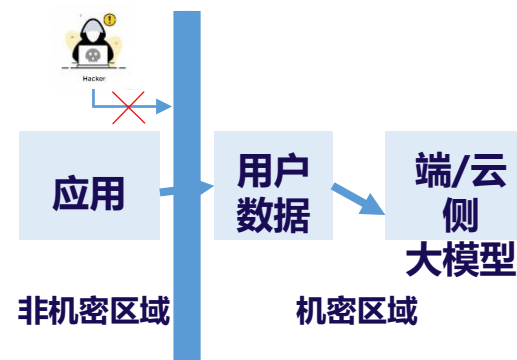 Hacker
应用
用户
数据
端/云
侧
大模型
非机密区域
机密区域